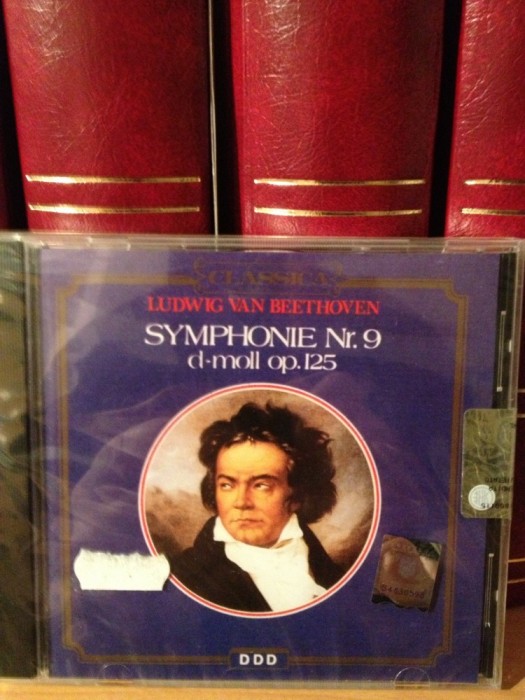 CLASSICA
LUDWIG VAN BEETHOVEN
SYMPHONIE Nr. 9
d-moll op. 125
DDD